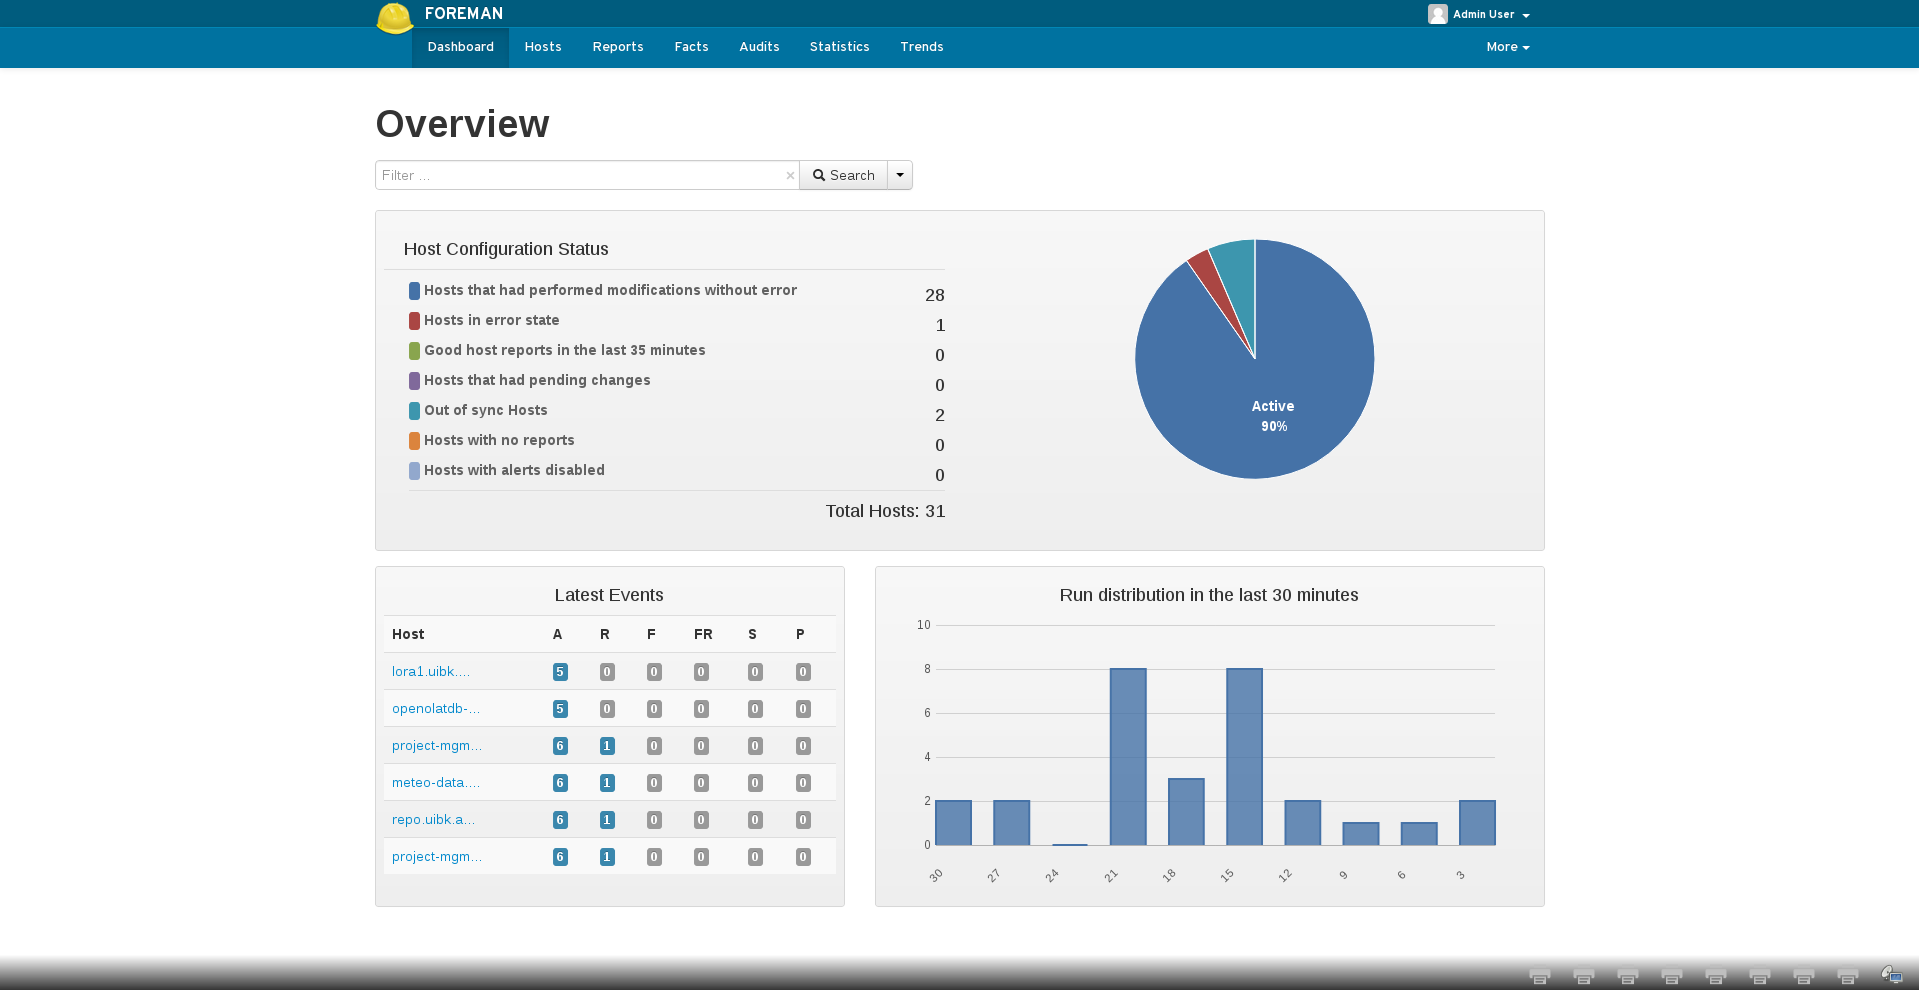 FOREMAN
Admin User
Dashboard Hosts Reports Facts Audits Statistics Trends More
Overview
Filter ... × Search
Host Configuration Status
Hosts that had performed modifications without error 28
Hosts in error state 1
Good host reports in the last 35 minutes 0
Hosts that had pending changes 0
Out of sync Hosts 2
Hosts with no reports 0
Hosts with alerts disabled 0
Total Hosts: 31
Active
90%
Latest Events
Host A R F FR S P
lora1.uibk.... 5 0 0 0 0 0
openolatdb-... 5 0 0 0 0 0
project-mgm... 6 1 0 0 0 0
meteo-data.... 6 1 0 0 0 0
repo.uibk.a... 6 1 0 0 0 0
project-mgm... 6 1 0 0 0 0
Run distribution in the last 30 minutes
10
8
6
4
2
0
30 27 24 21 18 15 12 9 6 3